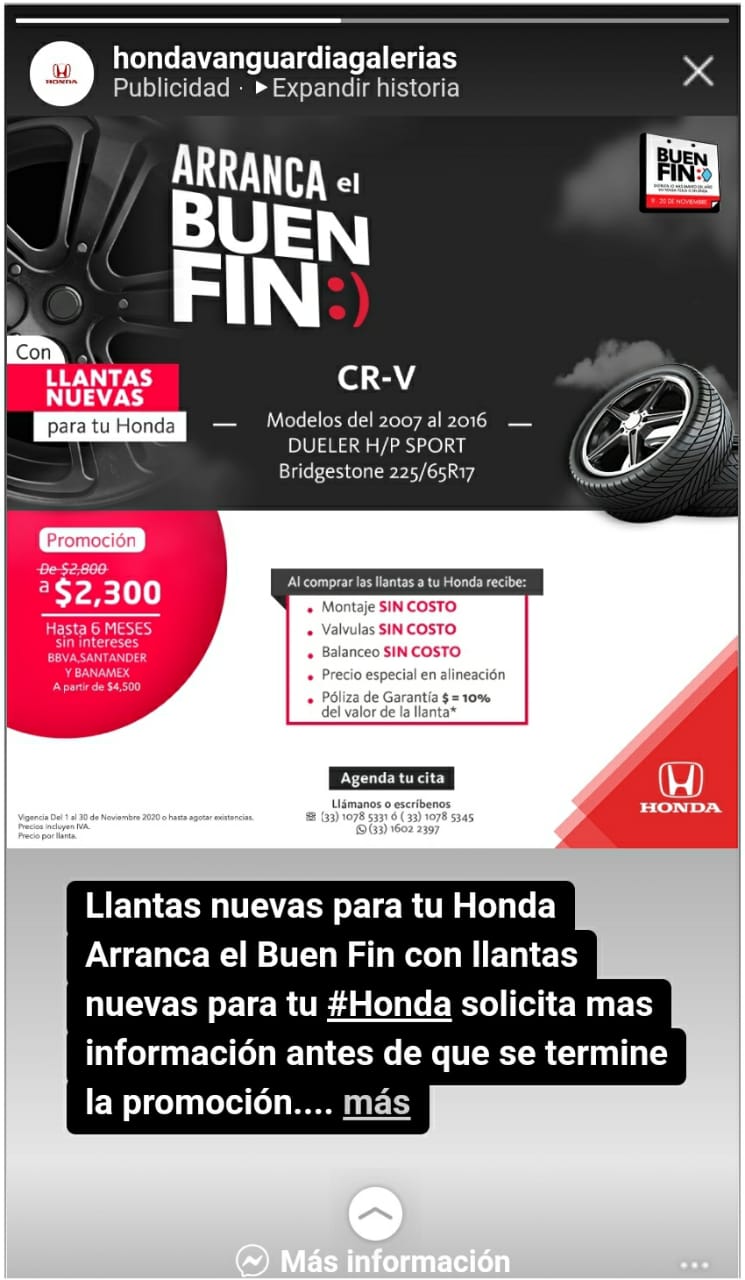 hondavanguardiagalerias
Publicidad · Expandir historia
HONDA
ARRANCA el
BUEN
FIN:)
BUEN
FIN:)
20 DE NOVIEMBRE
Con
LLANTAS
NUEVAS
para tu Honda
CR-V
Modelos del 2007 al 2016
DUELER H/P SPORT
Bridgestone 225/65R17
Promoción
De $2,800
a $2,300
Hasta 6 MESES
sin intereses
BBVA,SANTANDER
Y BANAMEX
A partir de $4,500
Al comprar las llantas a tu Honda recibe:
• Montaje SIN COSTO
• Valvulas SIN COSTO
• Balanceo SIN COSTO
• Precio especial en alineación
• Póliza de Garantía $ = 10%
del valor de la llanta*
Agenda tu cita
Llámanos o escríbenos
(33) 1078 5331 ó ( 33) 1078 5345
(33) 1602 2397
Vigencia Del 1 al 30 de Noviembre 2020 o hasta agotar existencias.
Precios incluyen IVA.
Precio por llanta.
HONDA
Llantas nuevas para tu Honda
Arranca el Buen Fin con llantas
nuevas para tu #Honda solicita mas
información antes de que se termine
la promoción.... más
Más información